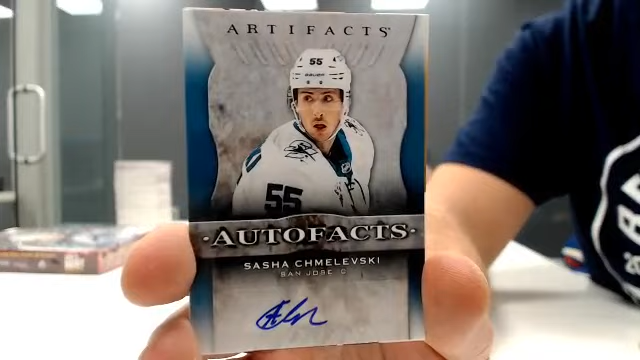 ARTIFACTS
55
55
AUTOFACTS
SASHA CHMELEVSKI
SAN JOSE C